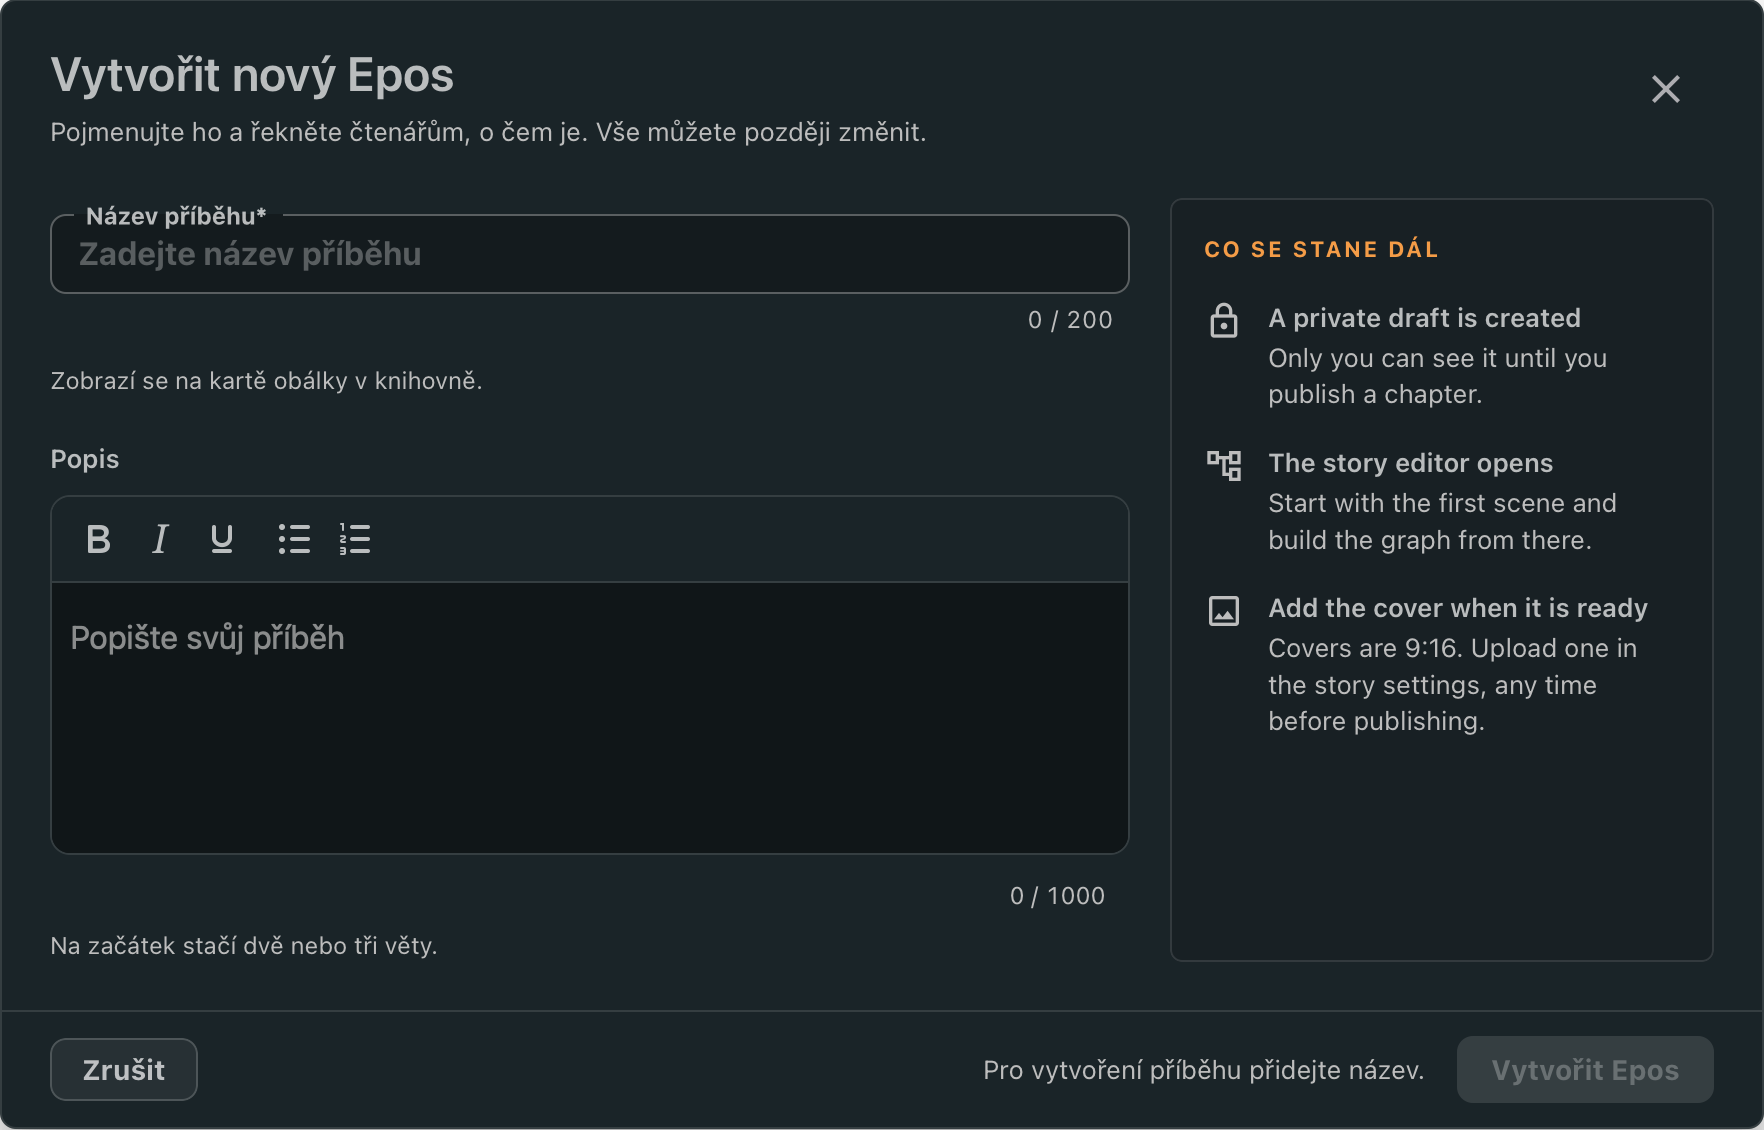 Vytvořit nový Epos
Pojmenujte ho a řekněte čtenářům, o čem je. Vše můžete později změnit.
Název příběhu*
Zadejte název příběhu
0 / 200
Zobrazí se na kartě obálky v knihovně.
Popis
B I U
Popište svůj příběh
0 / 1000
Na začátek stačí dvě nebo tři věty.
CO SE STANE DÁL
A private draft is created
Only you can see it until you
publish a chapter.
The story editor opens
Start with the first scene and
build the graph from there.
Add the cover when it is ready
Covers are 9:16. Upload one in
the story settings, any time
before publishing.
Zrušit
Pro vytvoření příběhu přidejte název.
Vytvořit Epos